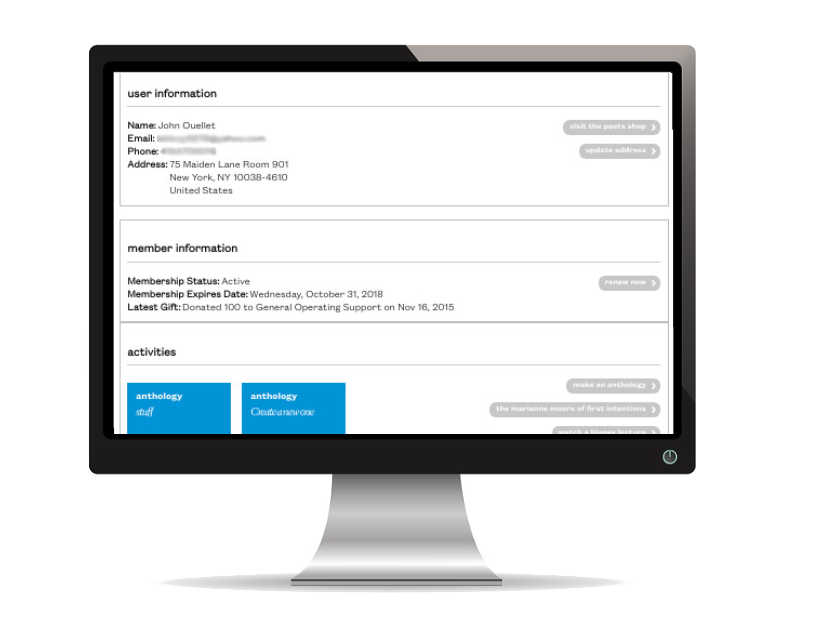 user information
Name: John Ouellet
visit the poets shop
Email:
Phone:
update address
Address: 75 Maiden Lane Room 901
New York, NY 10038-4610
United States
member information
Membership Status: Active
renew now
Membership Expires Date: Wednesday, October 31, 2018
Latest Gift: Donated 100 to General Operating Support on Nov 16, 2015
activities
make an anthology
anthology
stuff
anthology
Create a new one
the marianne moore of first intentions
watch a blaney lecture